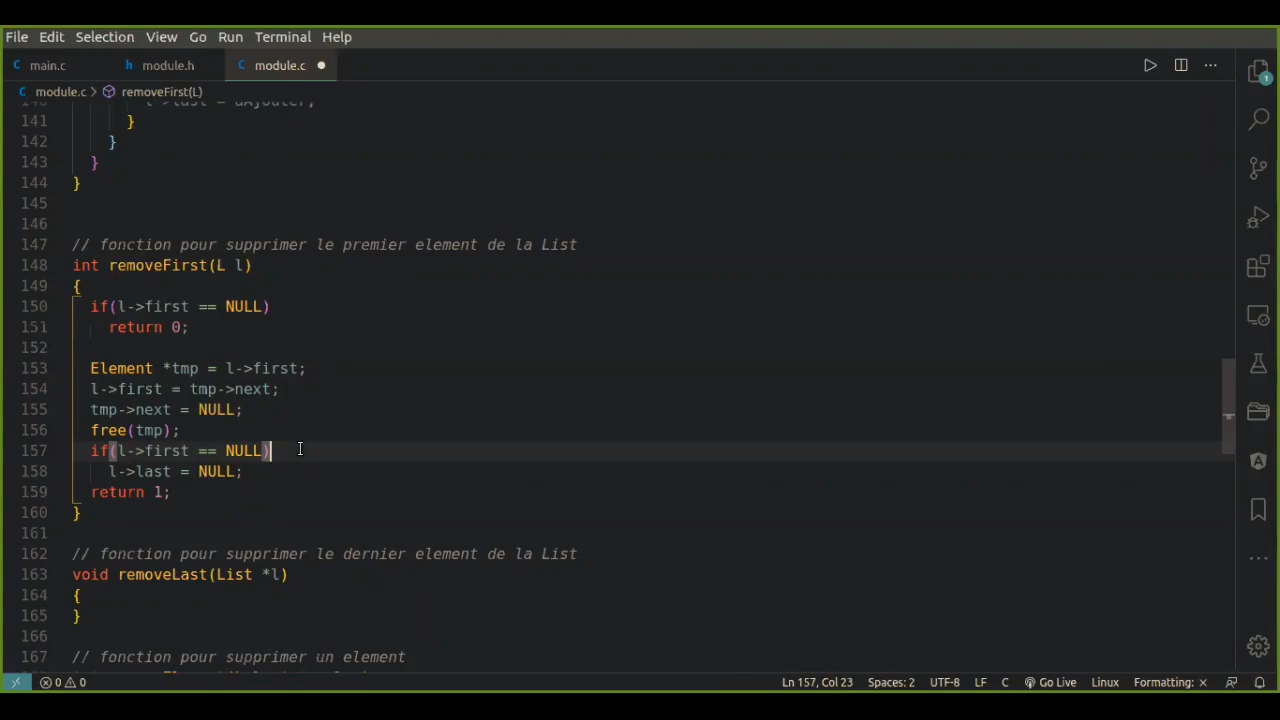 File Edit Selection View Go Run Terminal Help
C main.c h module.h C module.c
C module.c > removeFirst(L)
141 }
142 }
143 }
144 }
145
146
147 // fonction pour supprimer le premier element de la List
148 int removeFirst(L l)
149 {
150 if(l->first == NULL)
151 return 0;
152
153 Element *tmp = l->first;
154 l->first = tmp->next;
155 tmp->next = NULL;
156 free(tmp);
157 if(l->first == NULL)
158 l->last = NULL;
159 return 1;
160 }
161
162 // fonction pour supprimer le dernier element de la List
163 void removeLast(List *l)
164 {
165 }
166
167 // fonction pour supprimer un element
0 0 Ln 157, Col 23 Spaces: 2 UTF-8 LF C Go Live Linux Formatting: ×